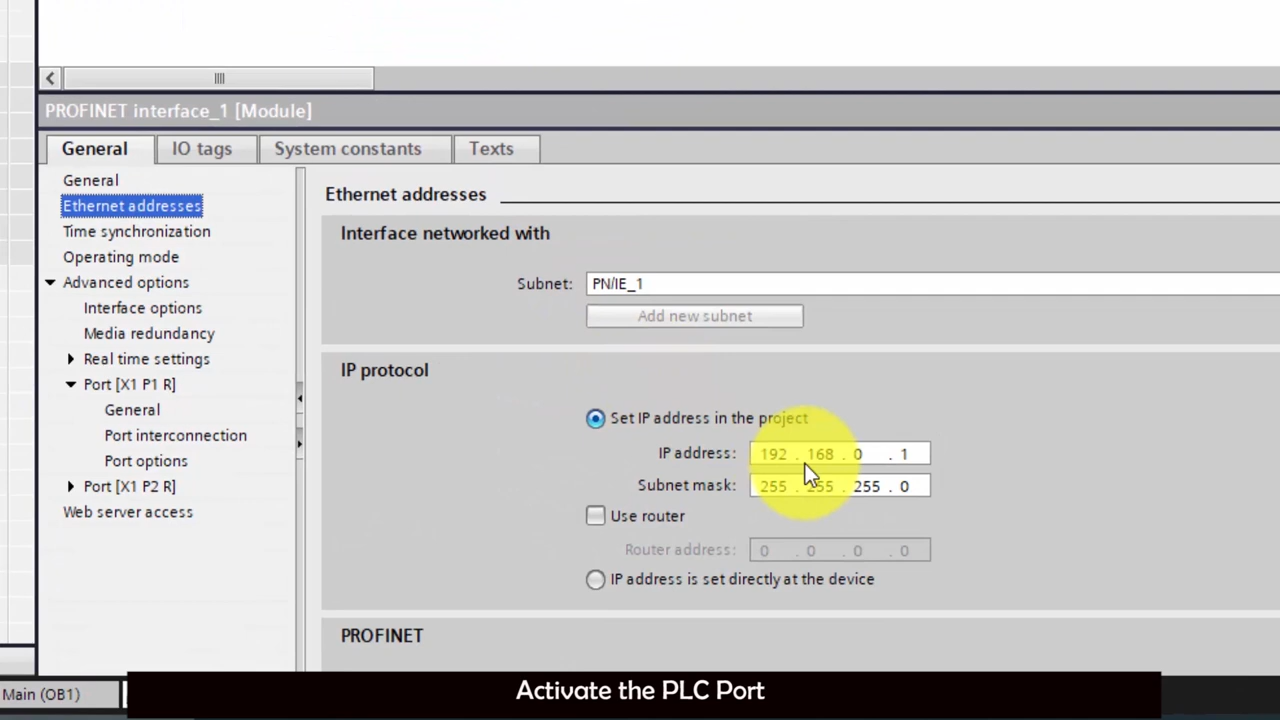 PROFINET interface_1 [Module]
General
IO tags
System constants
Texts
General
Ethernet addresses
Time synchronization
Operating mode
Advanced options
Interface options
Media redundancy
Real time settings
Port [X1 P1 R]
General
Port interconnection
Port options
Port [X1 P2 R]
Web server access
Ethernet addresses
Interface networked with
Subnet: PN/IE_1
Add new subnet
IP protocol
Set IP address in the project
IP address: 192 . 168 . 0 . 1
Subnet mask: 255 . 255 . 255 . 0
Use router
Router address: 0 . 0 . 0 . 0
IP address is set directly at the device
PROFINET
Main (OB1)
Activate the PLC Port